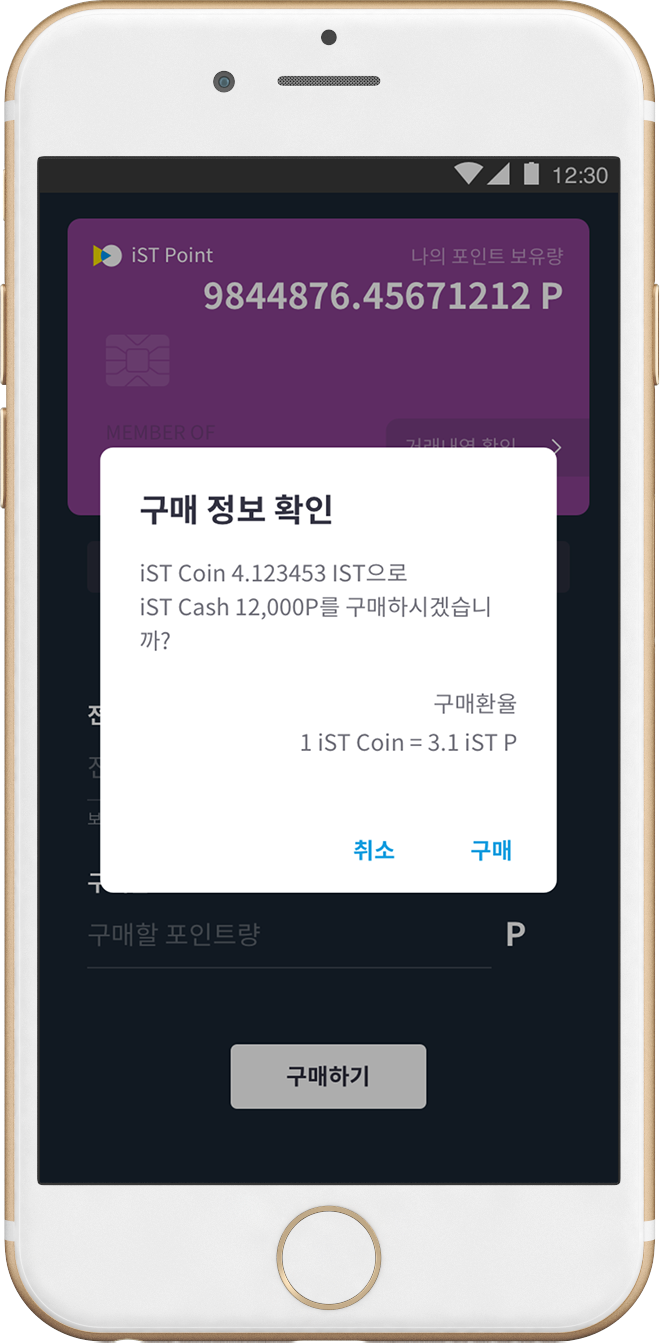 12:30
iST Point
나의 포인트 보유량
9844876.45671212 P
MEMBER OF
거래내역 확인
구매 정보 확인
iST Coin 4.123453 IST으로
iST Cash 12,000P를 구매하시겠습니
까?
구매환율
1 iST Coin = 3.1 iST P
취소
구매
구매할 포인트량
P
구매하기